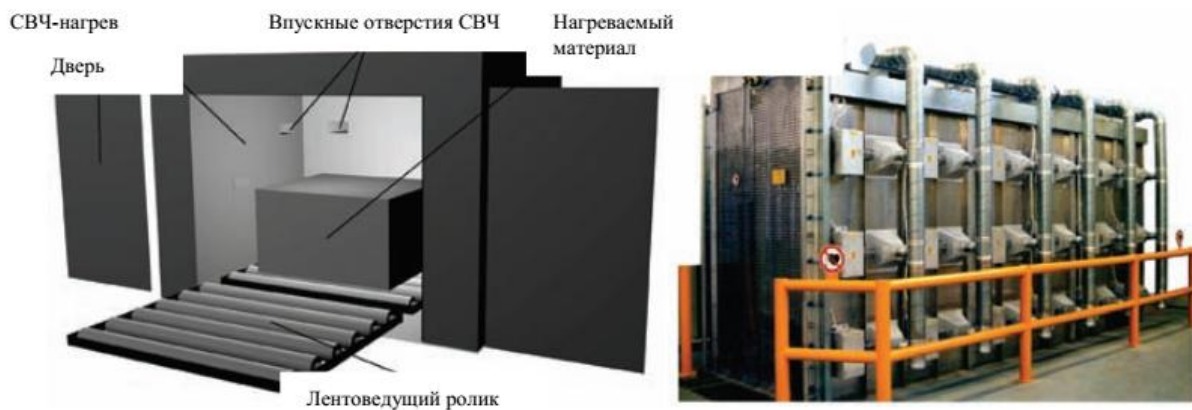 СВЧ-нагрев
Впускные отверстия СВЧ
Нагреваемый
материал
Дверь
Лентоведущий ролик